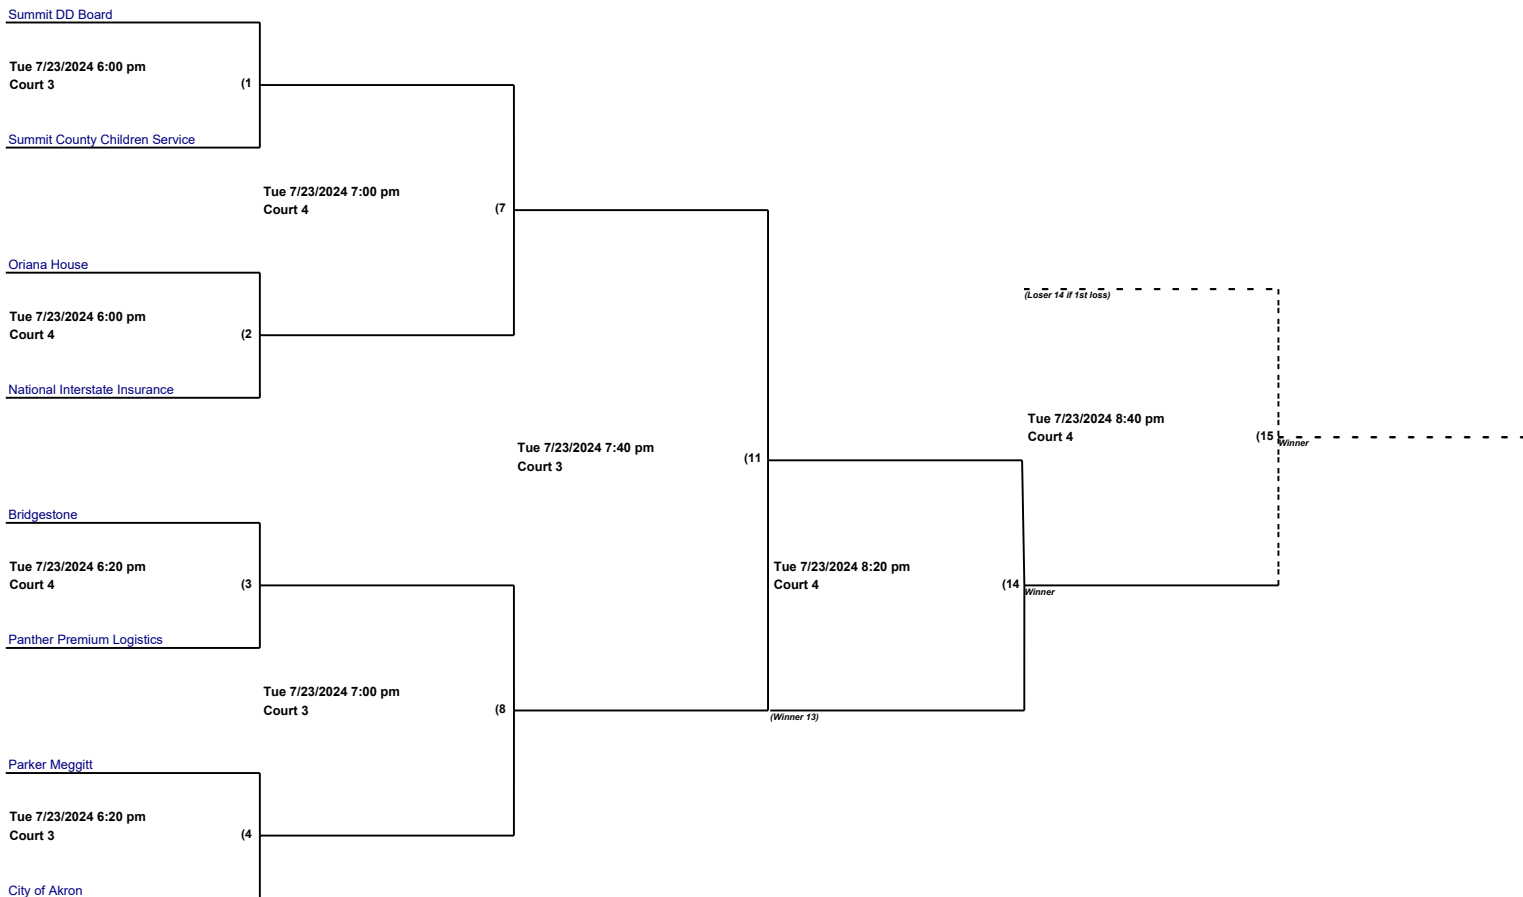 Summit DD Board
Tue 7/23/2024 6:00 pm
Court 3
(1
Summit County Children Service
Tue 7/23/2024 7:00 pm
Court 4
(7
Oriana House
Tue 7/23/2024 6:00 pm
Court 4
(2
National Interstate Insurance
(Loser 14 if 1st loss)
Tue 7/23/2024 8:40 pm
Court 4
(15
Winner
Tue 7/23/2024 7:40 pm
Court 3
(11
Bridgestone
Tue 7/23/2024 6:20 pm
Court 4
(3
Panther Premium Logistics
Tue 7/23/2024 8:20 pm
Court 4
(14
Winner
Tue 7/23/2024 7:00 pm
Court 3
(8
(Winner 13)
Parker Meggitt
Tue 7/23/2024 6:20 pm
Court 3
(4
City of Akron